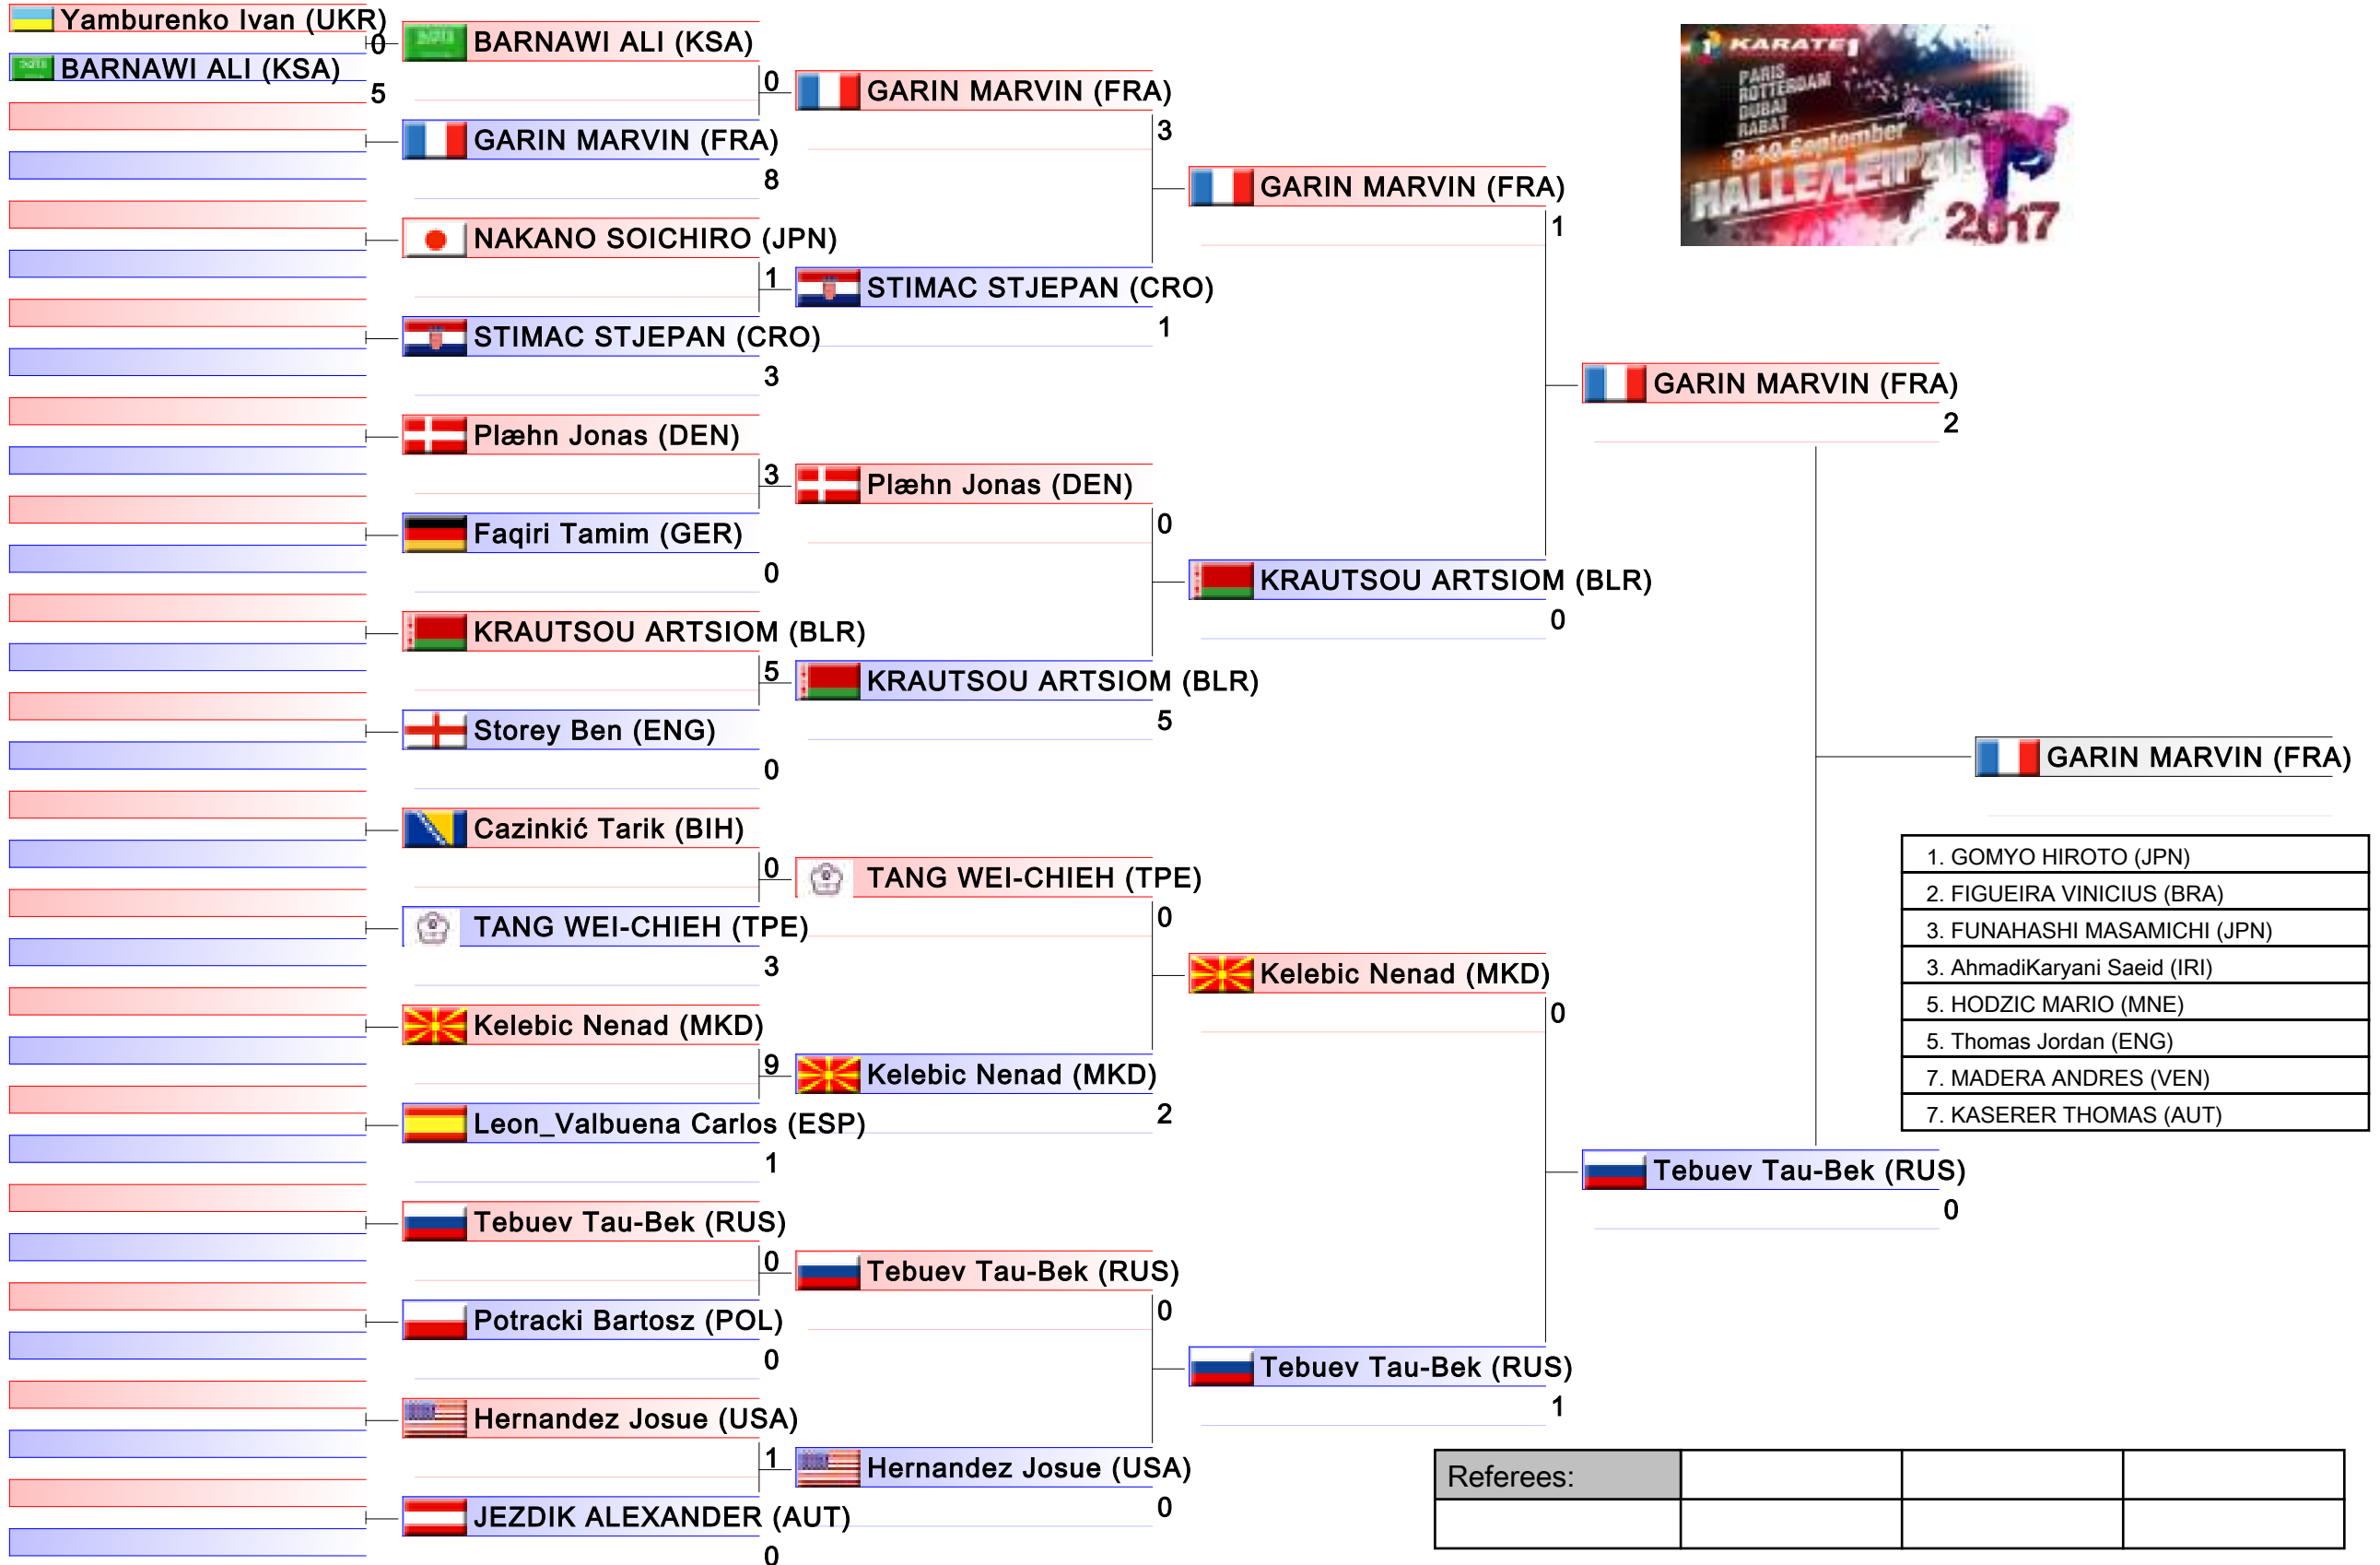 Yamburenko Ivan (UKR)
0
BARNAWI ALI (KSA)
5
BARNAWI ALI (KSA)
0
GARIN MARVIN (FRA)
8
NAKANO SOICHIRO (JPN)
1
STIMAC STJEPAN (CRO)
3
Plæhn Jonas (DEN)
3
Faqiri Tamim (GER)
0
KRAUTSOU ARTSIOM (BLR)
5
Storey Ben (ENG)
0
Cazinkić Tarik (BIH)
0
TANG WEI-CHIEH (TPE)
3
Kelebic Nenad (MKD)
9
Leon_Valbuena Carlos (ESP)
1
Tebuev Tau-Bek (RUS)
0
Potracki Bartosz (POL)
0
Hernandez Josue (USA)
1
JEZDIK ALEXANDER (AUT)
0
GARIN MARVIN (FRA)
3
STIMAC STJEPAN (CRO)
1
Plæhn Jonas (DEN)
0
KRAUTSOU ARTSIOM (BLR)
5
TANG WEI-CHIEH (TPE)
0
Kelebic Nenad (MKD)
2
Tebuev Tau-Bek (RUS)
0
Hernandez Josue (USA)
0
GARIN MARVIN (FRA)
1
KRAUTSOU ARTSIOM (BLR)
0
Kelebic Nenad (MKD)
0
Tebuev Tau-Bek (RUS)
1
GARIN MARVIN (FRA)
2
Tebuev Tau-Bek (RUS)
0
GARIN MARVIN (FRA)
KARATE1
PARIS
ROTTERDAM
DUBAI
RABAT
8-10 September
HALLE/LEIPZIG
2017
1. GOMYO HIROTO (JPN)
2. FIGUEIRA VINICIUS (BRA)
3. FUNAHASHI MASAMICHI (JPN)
3. AhmadiKaryani Saeid (IRI)
5. HODZIC MARIO (MNE)
5. Thomas Jordan (ENG)
7. MADERA ANDRES (VEN)
7. KASERER THOMAS (AUT)
Referees: